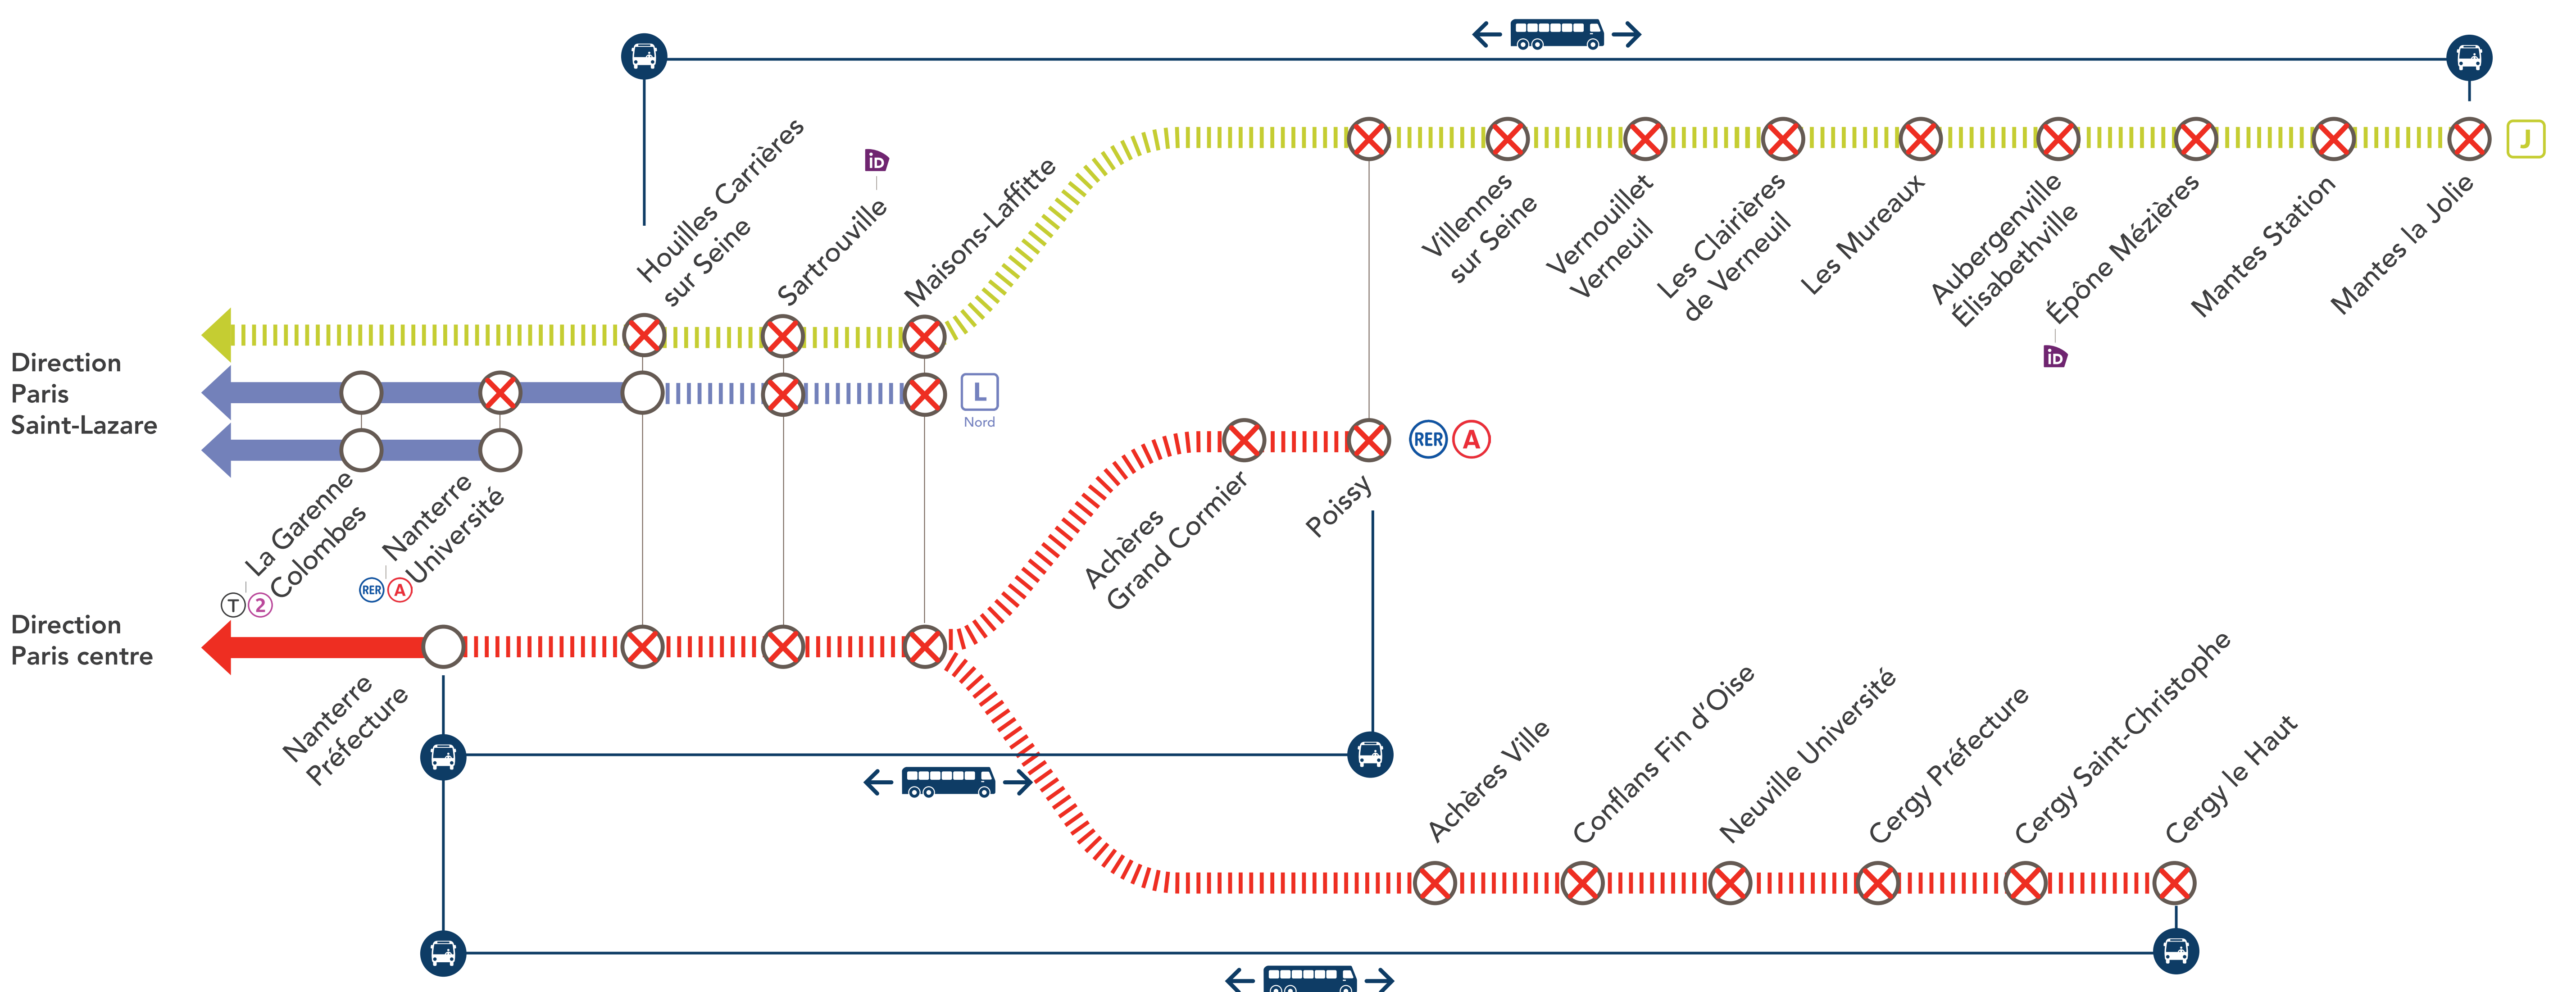 Houilles Carrières
sur Seine
iD
Sartrouville
Maisons-Laffitte
Villennes
sur Seine
Vernouillet
Verneuil
Les Clairières
de Verneuil
Les Mureaux
Aubergenville
Élisabethville
Épône Mézières
iD
Mantes Station
Mantes la Jolie
J
Direction
Paris
Saint-Lazare
L
Nord
RER A
La Garenne
Colombes
T 2
Nanterre
Université
RER A
Achères
Grand Cormier
Poissy
Direction
Paris centre
Nanterre
Préfecture
Achères Ville
Conflans Fin d'Oise
Neuville Université
Cergy Préfecture
Cergy Saint-Christophe
Cergy le Haut